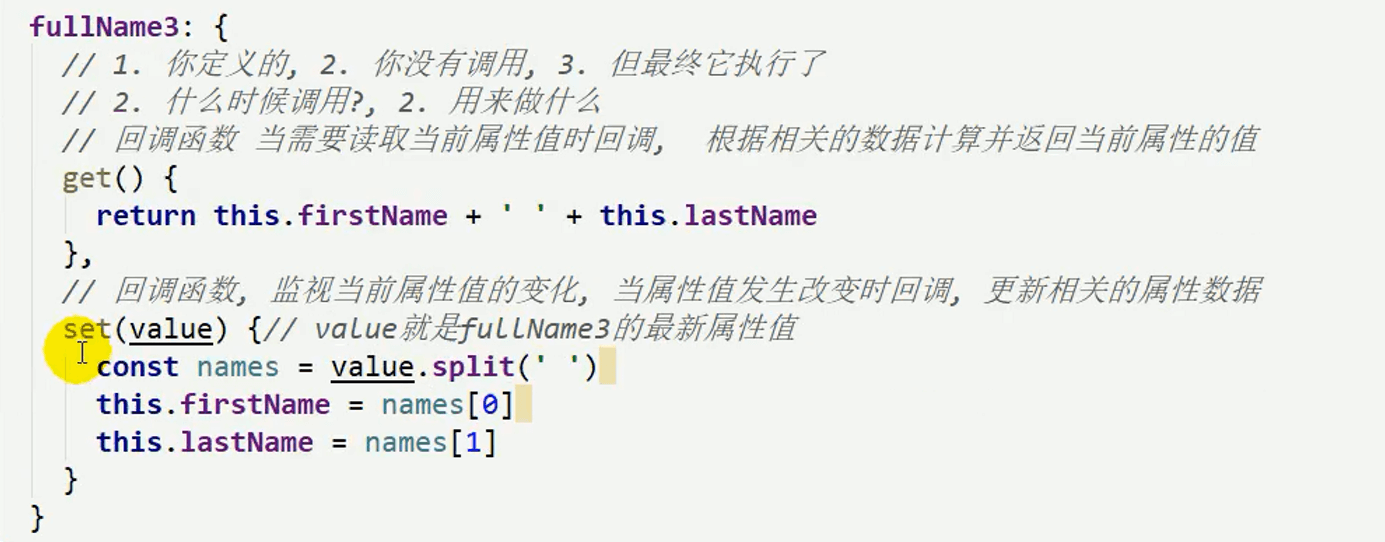 fullName3: {
// 1. 你定义的, 2. 你没有调用, 3. 但最终它执行了
// 2. 什么时候调用?, 2. 用来做什么
// 回调函数 当需要读取当前属性值时回调, 根据相关的数据计算并返回当前属性的值
get() {
return this.firstName + ' ' + this.lastName
},
// 回调函数, 监视当前属性值的变化, 当属性值发生改变时回调, 更新相关的属性数据
set(value) {// value就是fullName3的最新属性值
const names = value.split(' ')
this.firstName = names[0]
this.lastName = names[1]
}
}